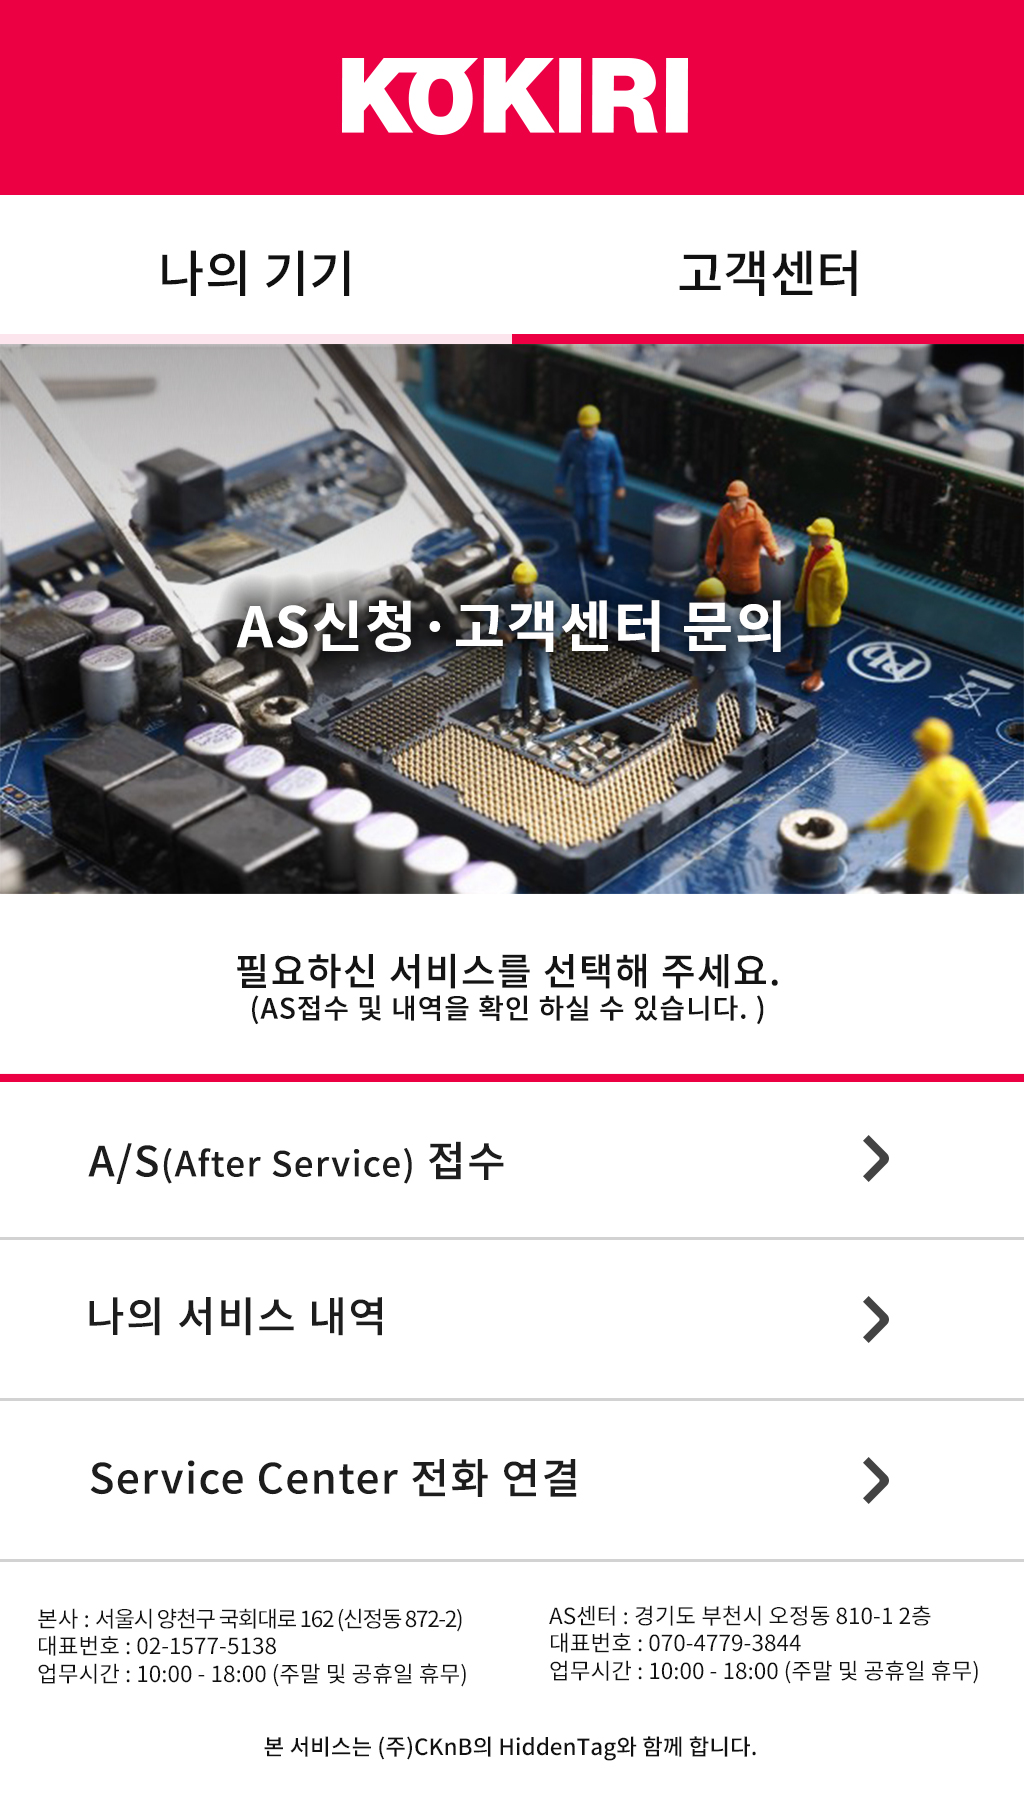 KOKIRI
나의 기기
고객센터
AS신청·고객센터 문의
필요하신 서비스를 선택해 주세요.
(AS접수 및 내역을 확인 하실 수 있습니다. )
A/S(After Service) 접수
나의 서비스 내역
Service Center 전화 연결
본사 : 서울시 양천구 국회대로 162 (신정동 872-2)
대표번호 : 02-1577-5138
업무시간 : 10:00 - 18:00 (주말 및 공휴일 휴무)
AS센터 : 경기도 부천시 오정동 810-1 2층
대표번호 : 070-4779-3844
업무시간 : 10:00 - 18:00 (주말 및 공휴일 휴무)
본 서비스는 (주)CKnB의 HiddenTag와 함께 합니다.